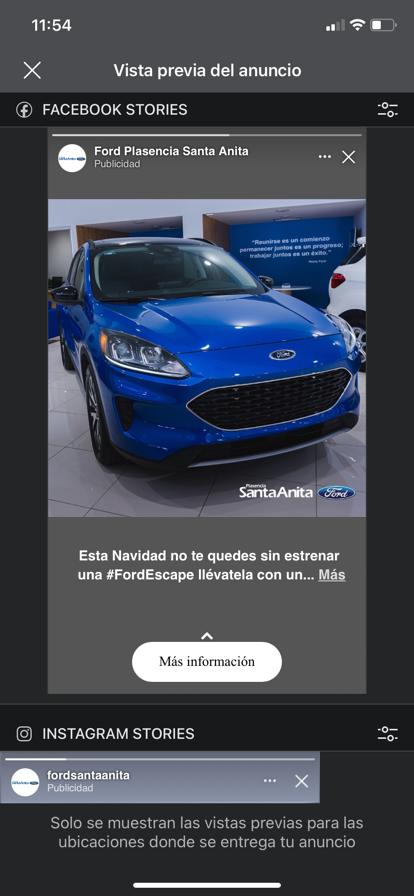 11:54
Vista previa del anuncio
FACEBOOK STORIES
Ford Plasencia Santa Anita
Publicidad
"Reunirse es un comienzo
permanecer juntos es un progreso;
trabajar juntos es un éxito."
Henry Ford
Ford
Plasencia
SantaAnita Ford
Esta Navidad no te quedes sin estrenar
una #FordEscape llévatela con un... Más
Más información
INSTAGRAM STORIES
fordsantaanita
Publicidad
Solo se muestran las vistas previas para las
ubicaciones donde se entrega tu anuncio